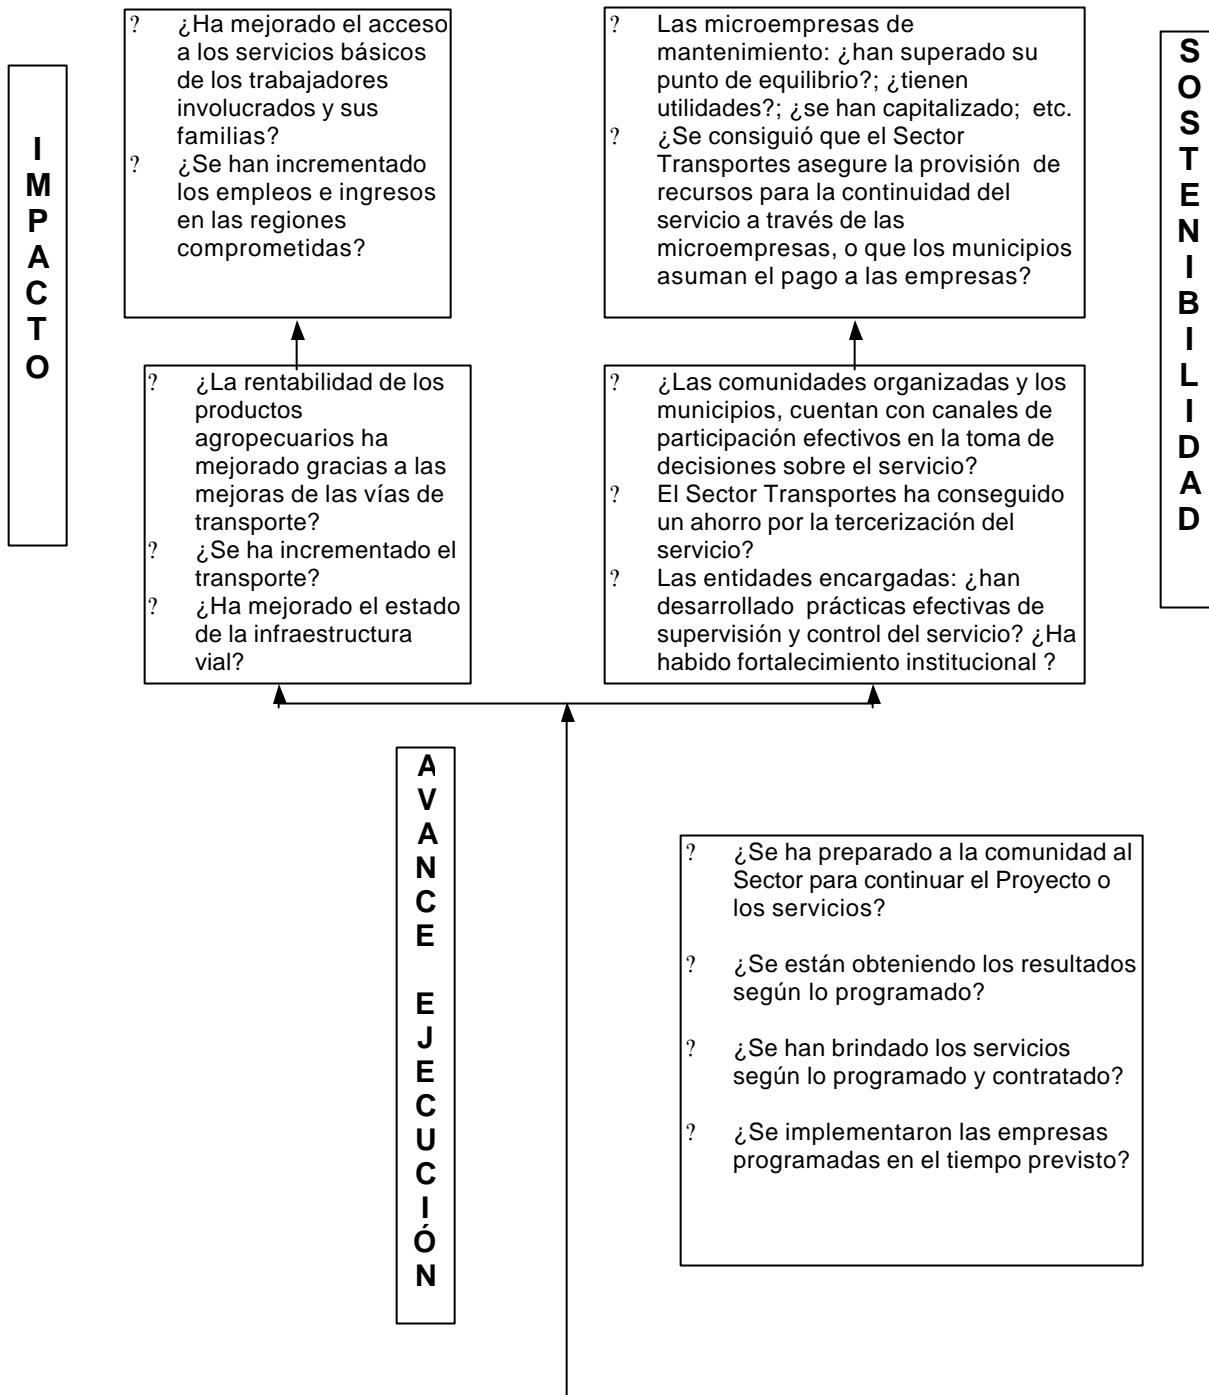 IMPACTO
? ¿Ha mejorado el acceso
a los servicios básicos
de los trabajadores
involucrados y sus
familias?
? ¿Se han incrementado
los empleos e ingresos
en las regiones
comprometidas?
? Las microempresas de
mantenimiento: ¿han superado su
punto de equilibrio?; ¿tienen
utilidades?; ¿se han capitalizado; etc.
? ¿Se consiguió que el Sector
Transportes asegure la provisión de
recursos para la continuidad del
servicio a través de las
microempresas, o que los municipios
asuman el pago a las empresas?
SOSTENIBILIDAD
? ¿La rentabilidad de los
productos
agropecuarios ha
mejorado gracias a las
mejoras de las vías de
transporte?
? ¿Se ha incrementado el
transporte?
? ¿Ha mejorado el estado
de la infraestructura
vial?
? ¿Las comunidades organizadas y los
municipios, cuentan con canales de
participación efectivos en la toma de
decisiones sobre el servicio?
? El Sector Transportes ha conseguido
un ahorro por la tercerización del
servicio?
? Las entidades encargadas: ¿han
desarrollado prácticas efectivas de
supervisión y control del servicio? ¿Ha
habido fortalecimiento institucional ?
AVANCE EJECUCIÓN
? ¿Se ha preparado a la comunidad al
Sector para continuar el Proyecto o
los servicios?
? ¿Se están obteniendo los resultados
según lo programado?
? ¿Se han brindado los servicios
según lo programado y contratado?
? ¿Se implementaron las empresas
programadas en el tiempo previsto?